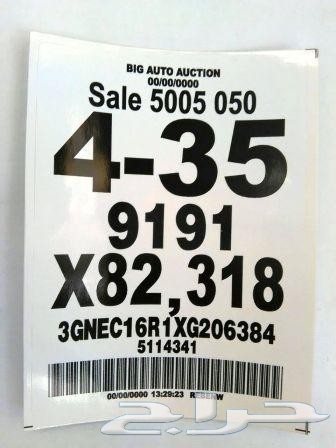 BIG AUTO AUCTION
00/00/0000
Sale 5005 050
4-35
9191
X82,318
3GNEC16R1XG206384
5114341
00/00/0000 13:29:23
حراج